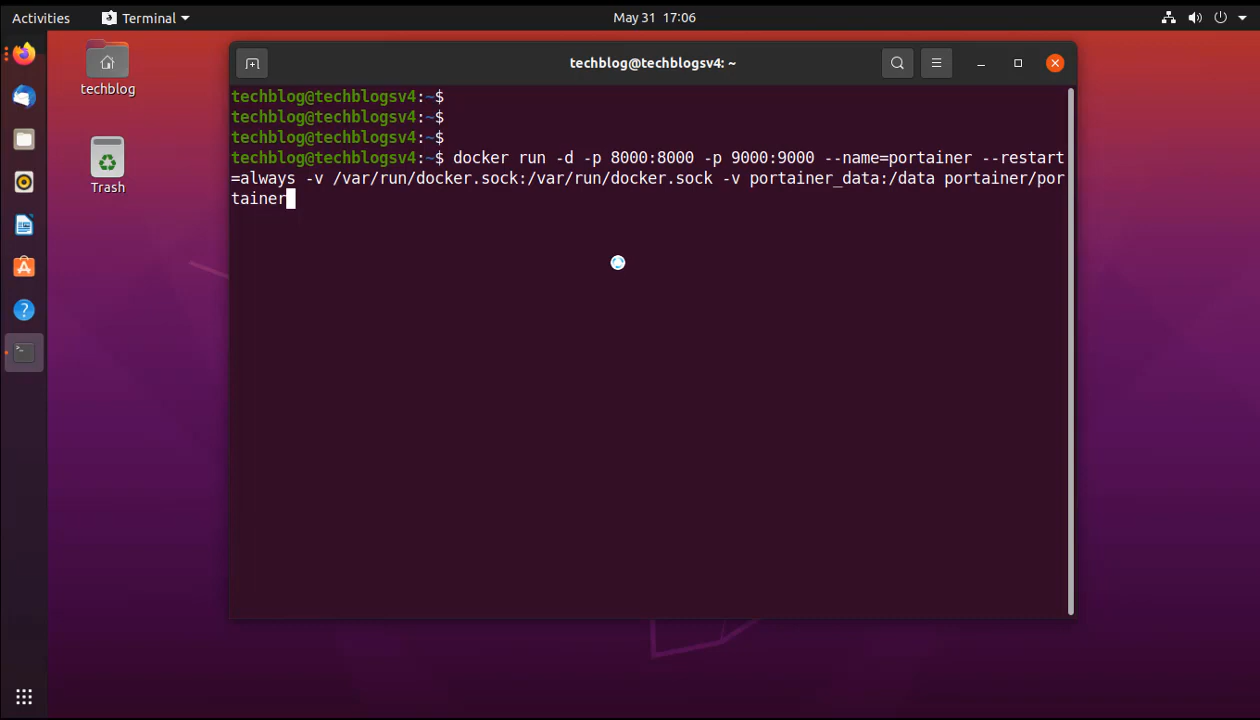 Activities
Terminal
May 31 17:06
techblog
Trash
techblog@techblogsv4: ~
techblog@techblogsv4:~$
techblog@techblogsv4:~$
techblog@techblogsv4:~$
techblog@techblogsv4:~$ docker run -d -p 8000:8000 -p 9000:9000 --name=portainer --restart
=always -v /var/run/docker.sock:/var/run/docker.sock -v portainer_data:/data portainer/por
tainer